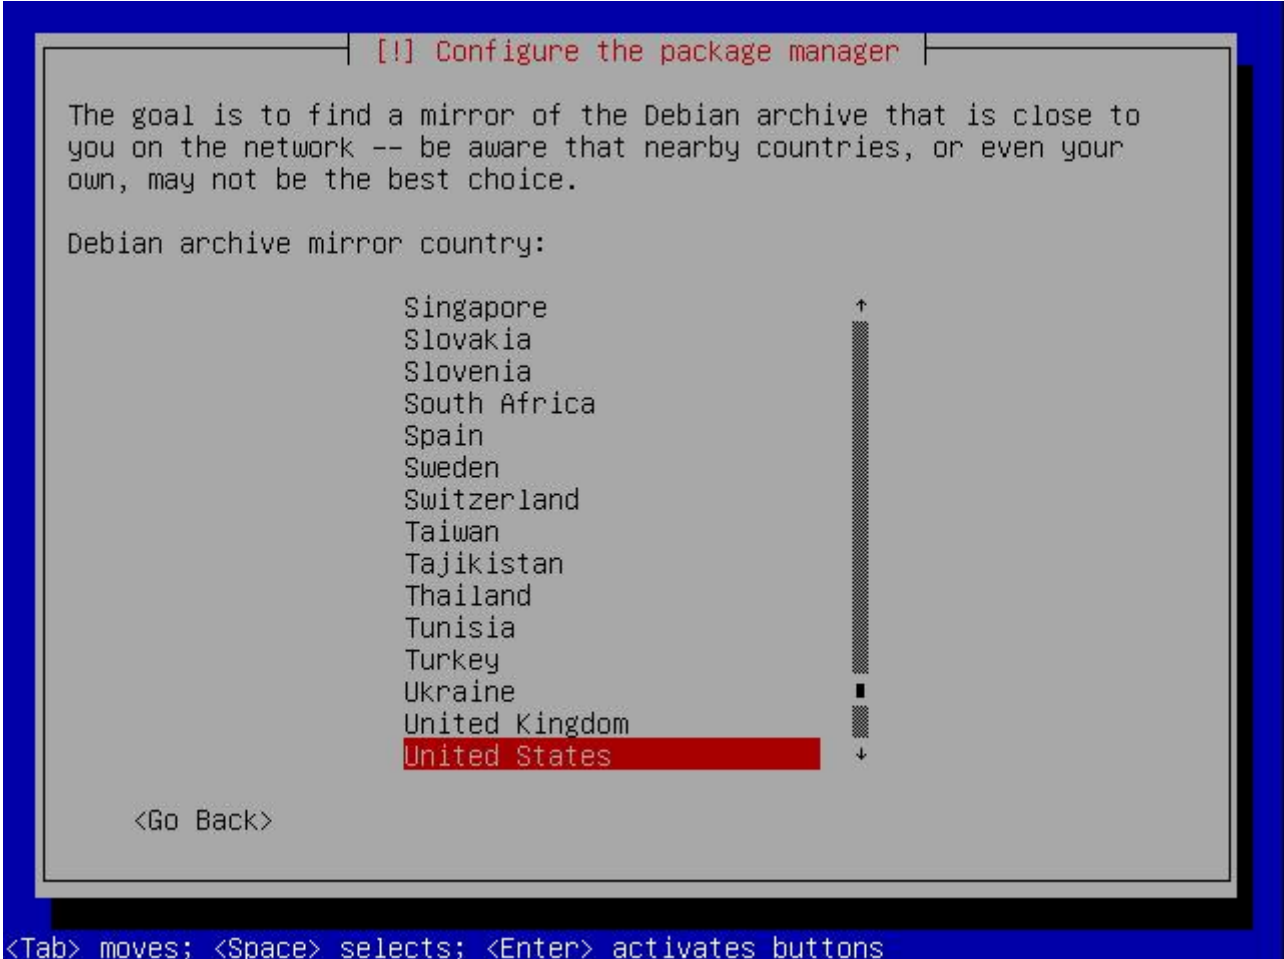 [!] Configure the package manager
The goal is to find a mirror of the Debian archive that is close to
you on the network -- be aware that nearby countries, or even your
own, may not be the best choice.
Debian archive mirror country:
Singapore
Slovakia
Slovenia
South Africa
Spain
Sweden
Switzerland
Taiwan
Tajikistan
Thailand
Tunisia
Turkey
Ukraine
United Kingdom
United States
<Go Back>
<Tab> moves; <Space> selects; <Enter> activates buttons